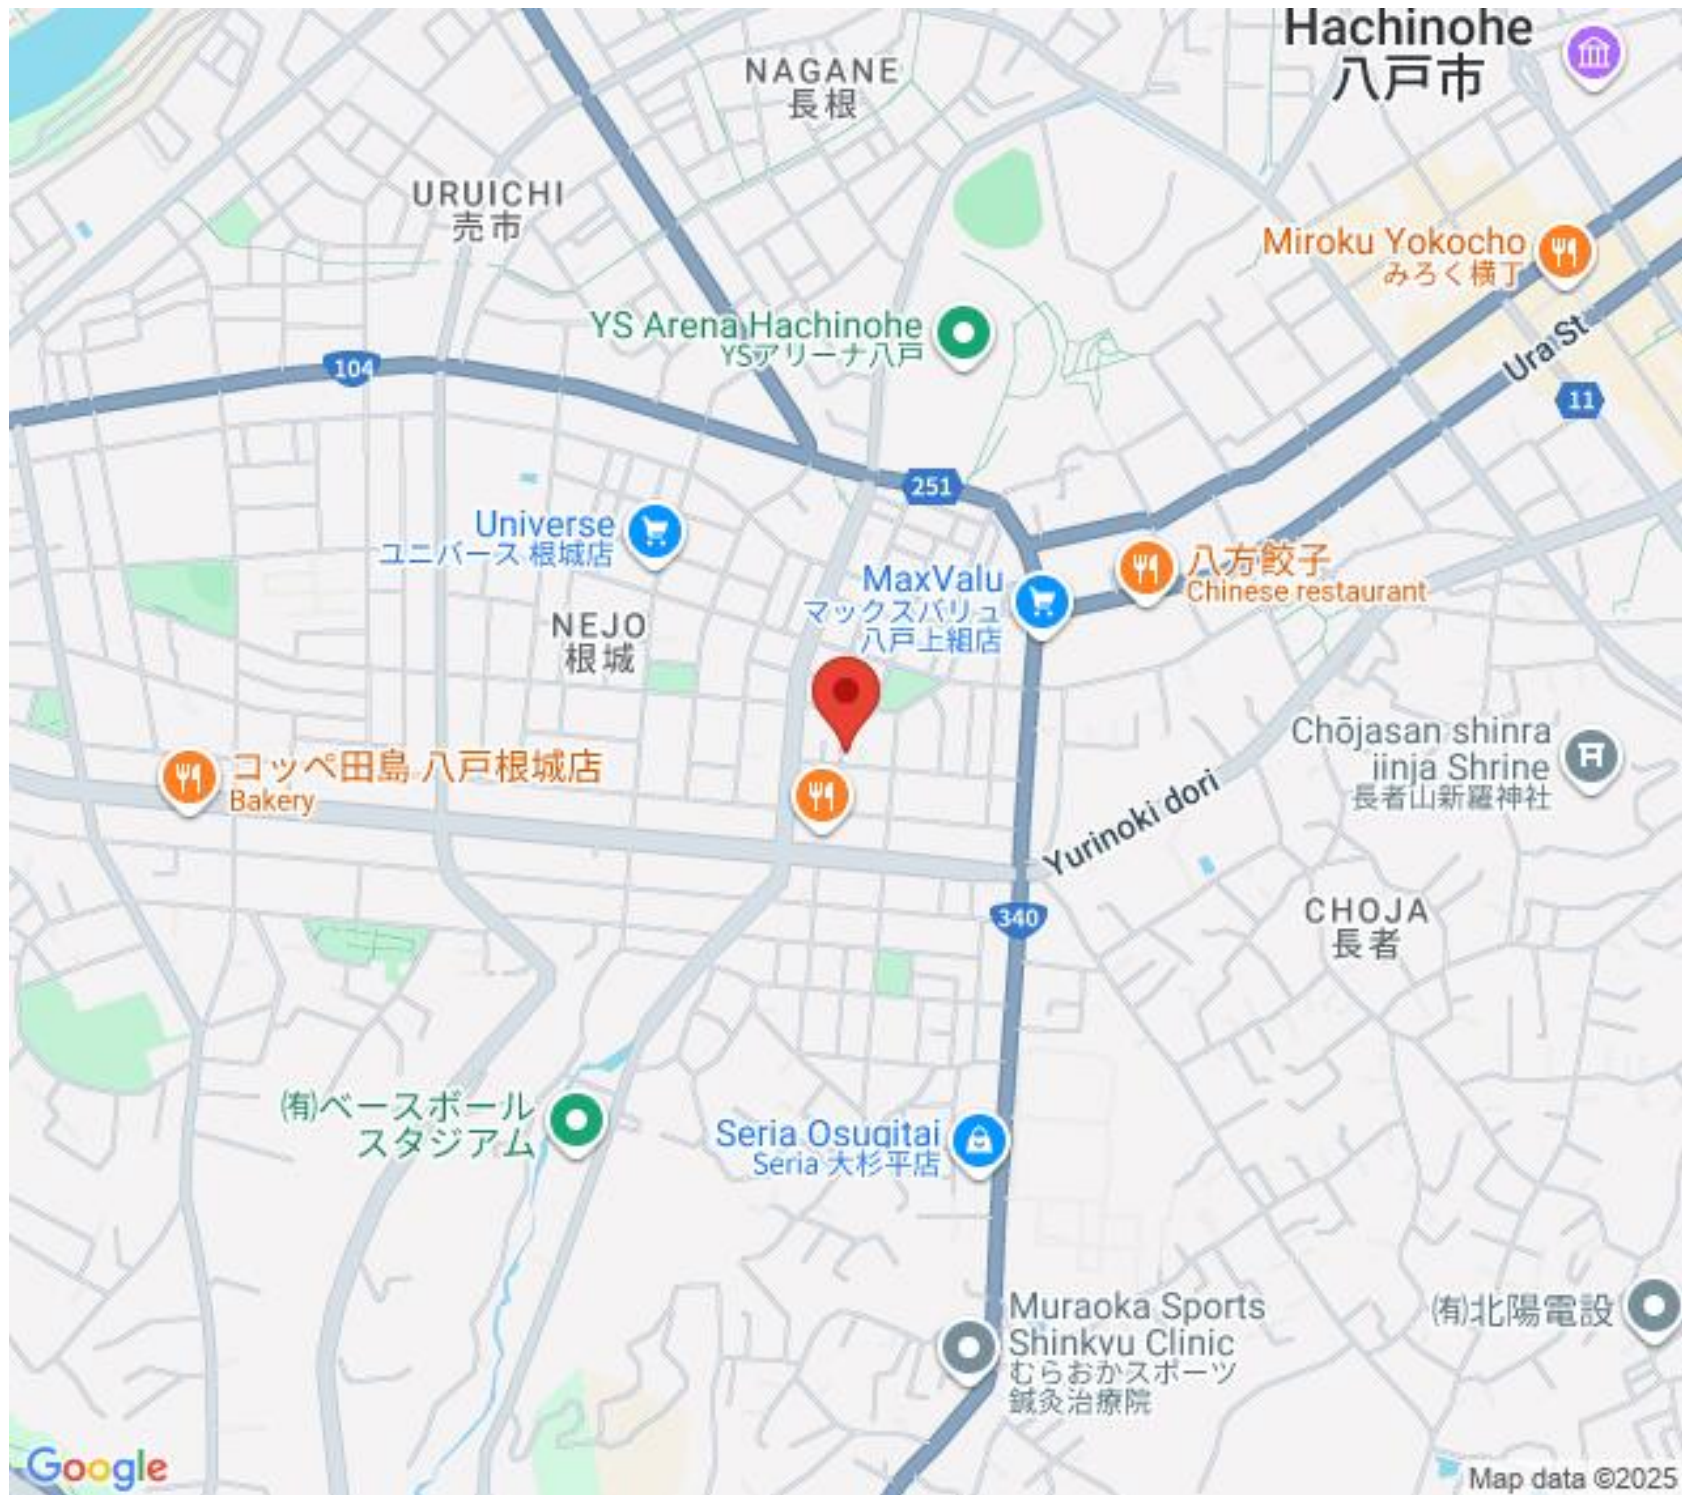 Hachinohe
八戸市
NAGANE
長根
URUICHI
売市
Miroku Yokocho
みろく横丁
YS Arena Hachinohe
YSアリーナ八戸
Ura St
104
11
251
Universe
ユニバース 根城店
八方餃子
Chinese restaurant
MaxValu
マックスバリュ
八戸上組店
NEJO
根城
Chōjasan shinra
jinja Shrine
長者山新羅神社
コッペ田島 八戸根城店
Bakery
Yurinoki dori
340
CHOJA
長者
㈲ベースボール
スタジアム
Seria Osugitai
Seria 大杉平店
Muraoka Sports
Shinkyu Clinic
むらおかスポーツ
鍼灸治療院
㈲北陽電設
Google
Map data ©2025